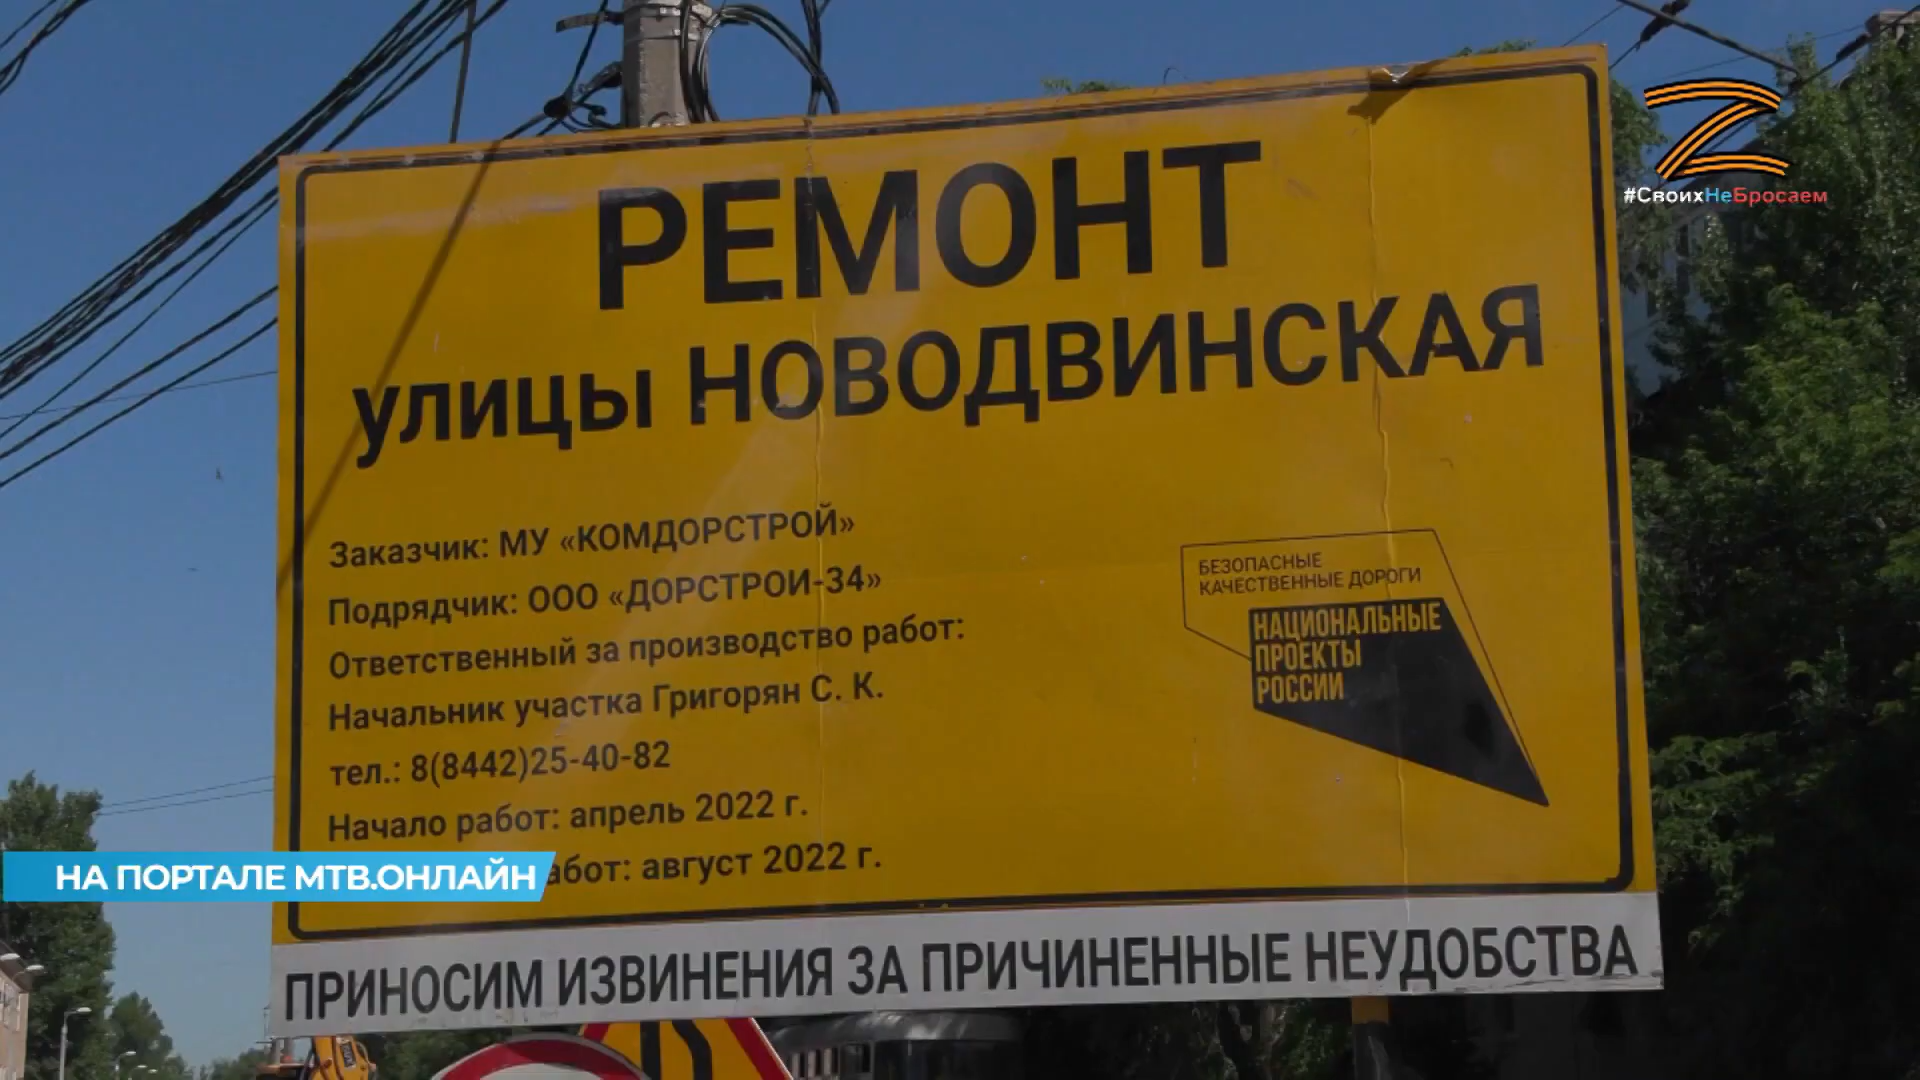 #СвоихНеБросаем
РЕМОНТ
улицы НОВОДВИНСКАЯ
Заказчик: МУ «КОМДОРСТРОЙ»
Подрядчик: ООО «ДОРСТРОИ-34»
Ответственный за производство работ:
Начальник участка Григорян С. К.
тел.: 8(8442)25-40-82
Начало работ: апрель 2022 г.
абот: август 2022 г.
БЕЗОПАСНЫЕ
КАЧЕСТВЕННЫЕ ДОРОГИ
НАЦИОНАЛЬНЫЕ
ПРОЕКТЫ
РОССИИ
НА ПОРТАЛЕ МТВ.ОНЛАЙН
ПРИНОСИМ ИЗВИНЕНИЯ ЗА ПРИЧИНЕННЫЕ НЕУДОБСТВА